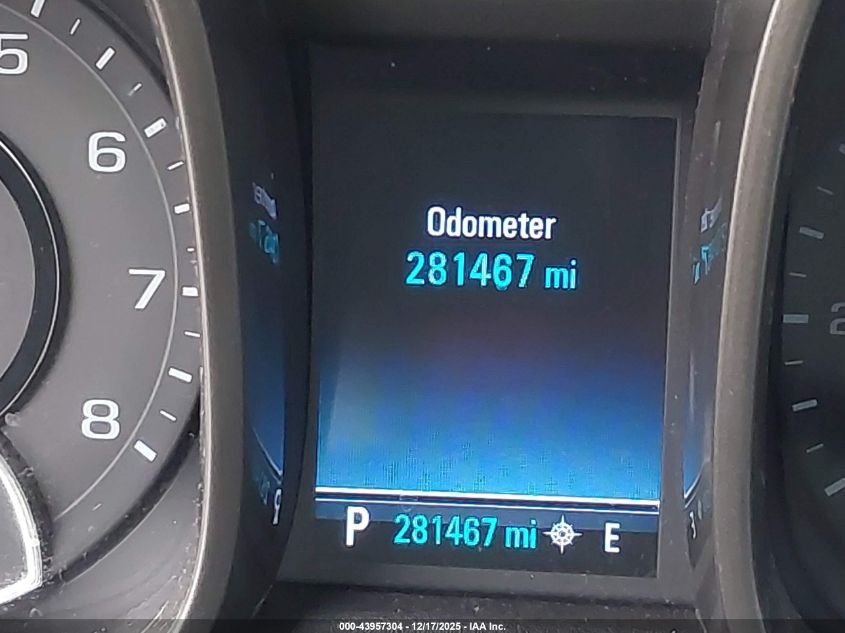 5
6
7
8
Odometer
281467 mi
P 281467 mi E
000-43957304 - 12/17/2025 - IAA Inc.